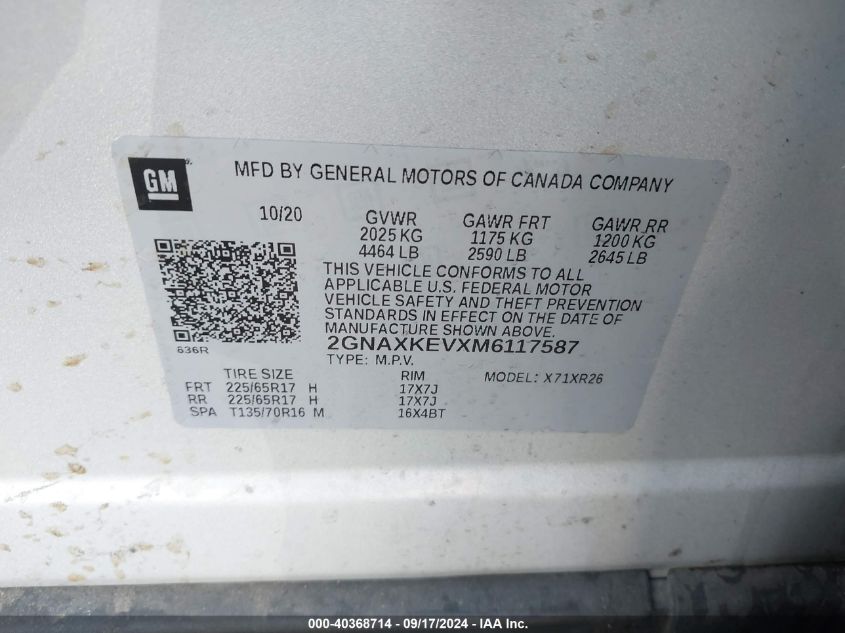 GM
MFD BY GENERAL MOTORS OF CANADA COMPANY
10/20 GVWR GAWR FRT GAWR RR
2025 KG 1175 KG 1200 KG
4464 LB 2590 LB 2645 LB
THIS VEHICLE CONFORMS TO ALL
APPLICABLE U.S. FEDERAL MOTOR
VEHICLE SAFETY AND THEFT PREVENTION
STANDARDS IN EFFECT ON THE DATE OF
MANUFACTURE SHOWN ABOVE.
636R 2GNAXKEVXM6117587
TYPE: M.P.V.
TIRE SIZE RIM MODEL: X71XR26
FRT 225/65R17 H 17X7J
RR 225/65R17 H 17X7J
SPA T135/70R16 M 16X4BT
000-40368714 - 09/17/2024 - IAA Inc.